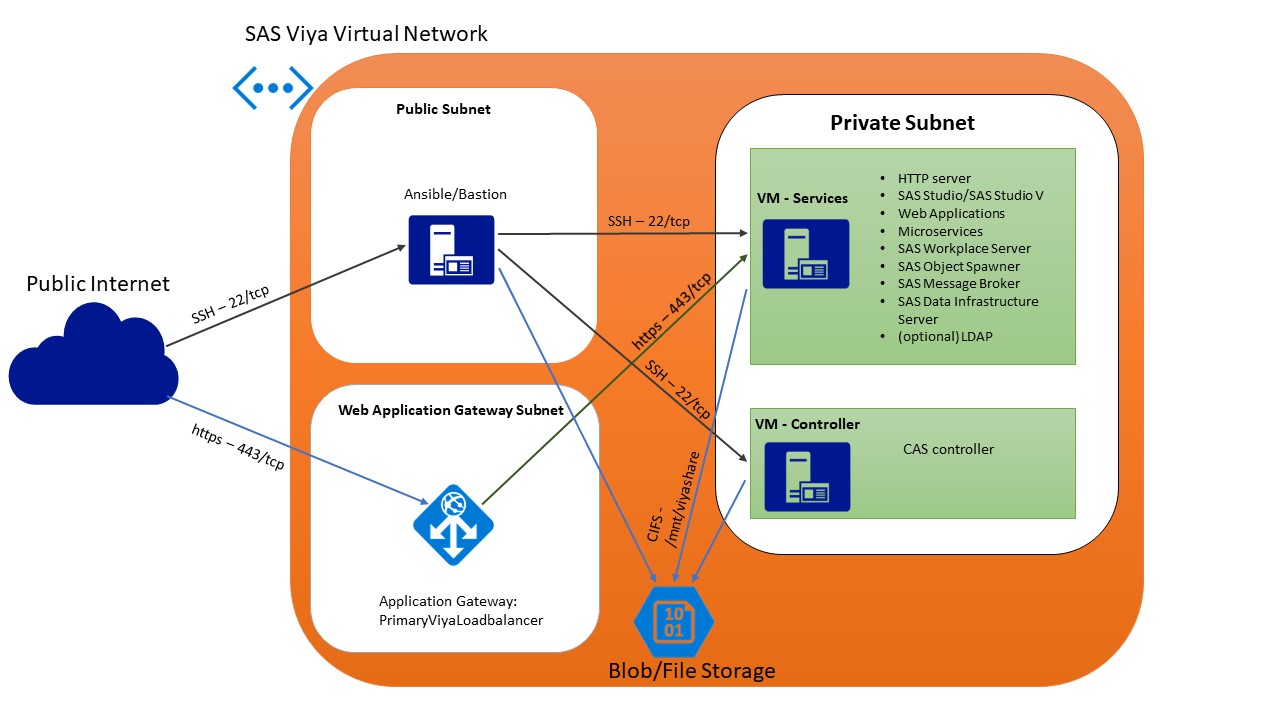 SAS Viya Virtual Network
Public Subnet
Ansible/Bastion
Public Internet
SSH – 22/tcp
https – 443/tcp
Web Application Gateway Subnet
Application Gateway:
PrimaryViyaLoadbalancer
SSH – 22/tcp
https – 443/tcp
SSH – 22/tcp
CIFS -
/mnt/viyashare
Private Subnet
VM - Services
• HTTP server
• SAS Studio/SAS Studio V
• Web Applications
• Microservices
• SAS Workplace Server
• SAS Object Spawner
• SAS Message Broker
• SAS Data Infrastructure
Server
• (optional) LDAP
VM - Controller
CAS controller
10
01
Blob/File Storage